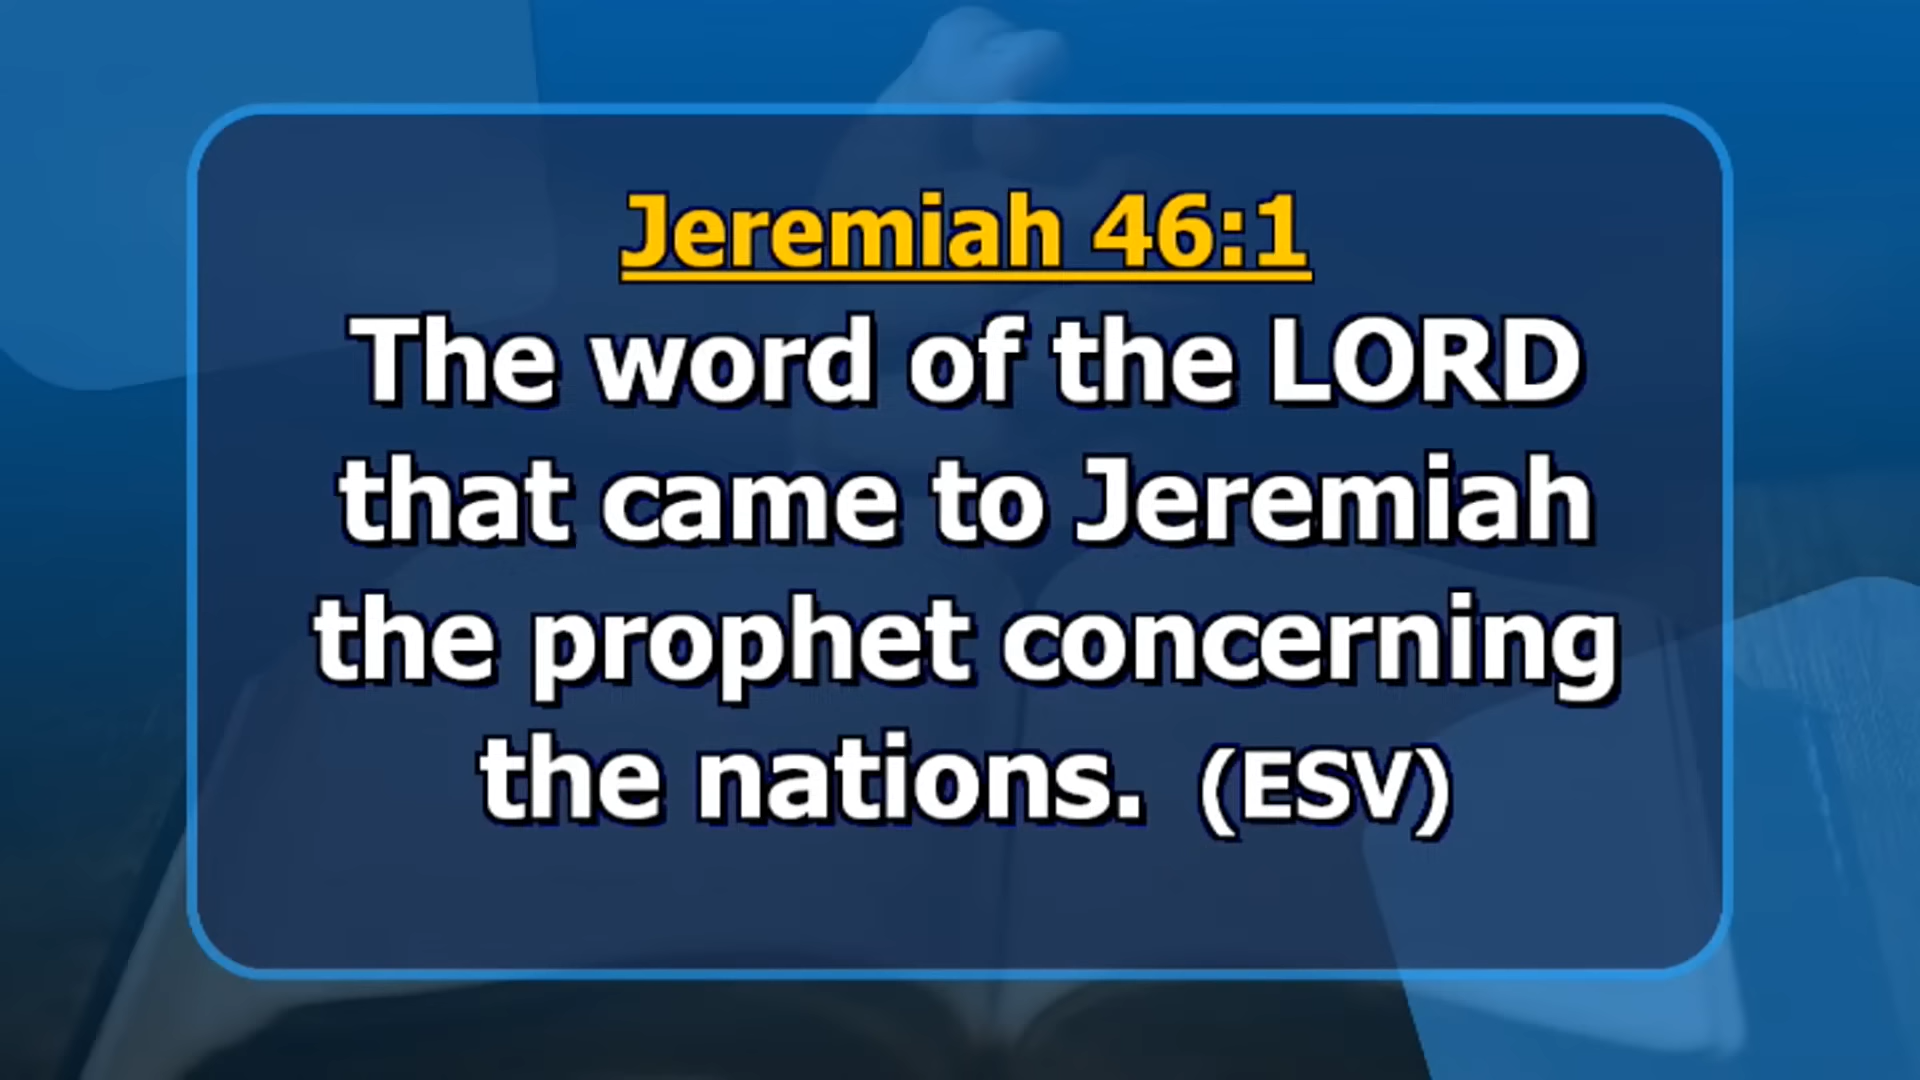 Jeremiah 46:1
The word of the LORD
that came to Jeremiah
the prophet concerning
the nations. (ESV)